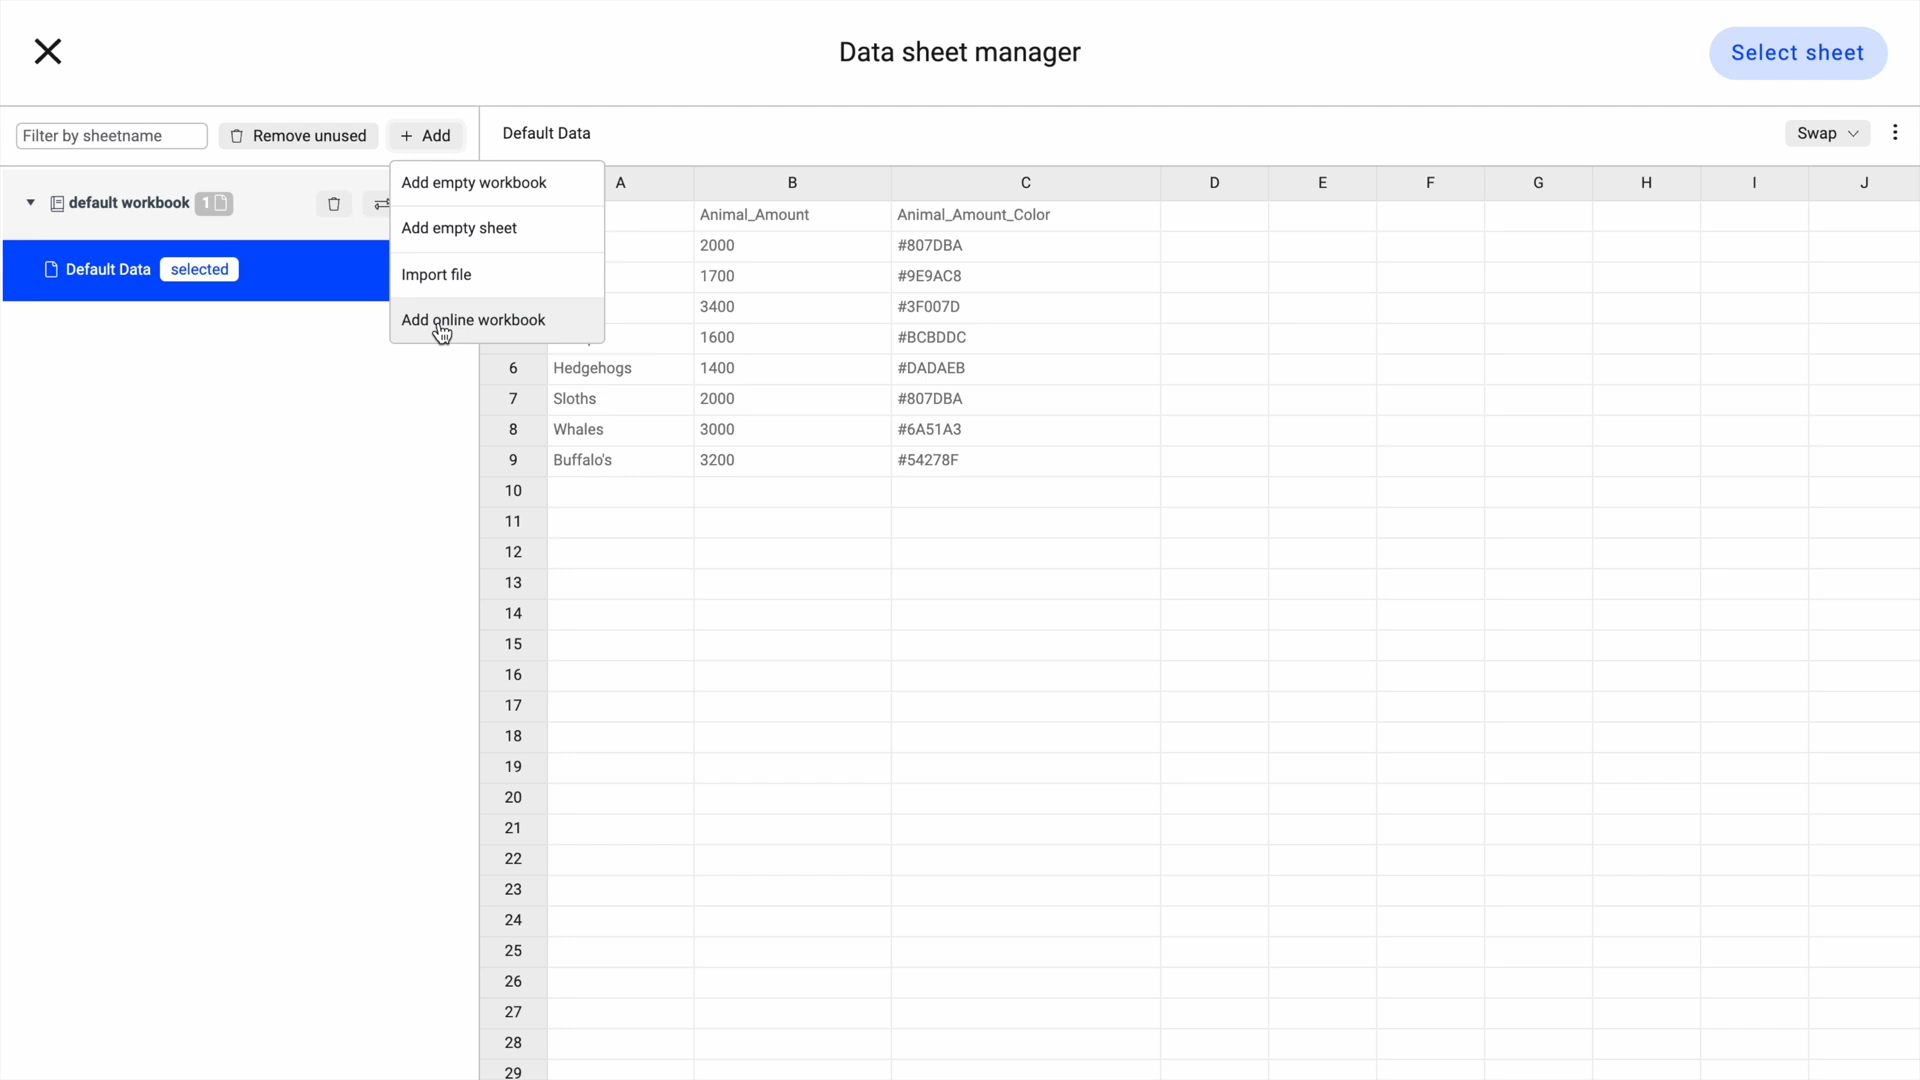 Data sheet manager
Select sheet
Filter by sheetname
Remove unused
+ Add
Default Data
Swap
default workbook 1
Default Data selected
Add empty workbook
Add empty sheet
Import file
Add online workbook
A B C D E F G H I J
Animal_Amount Animal_Amount_Color
2000 #807DBA
1700 #9E9AC8
3400 #3F007D
1600 #BCBDDC
6 Hedgehogs 1400 #DADAEB
7 Sloths 2000 #807DBA
8 Whales 3000 #6A51A3
9 Buffalo's 3200 #54278F
10
11
12
13
14
15
16
17
18
19
20
21
22
23
24
25
26
27
28
29